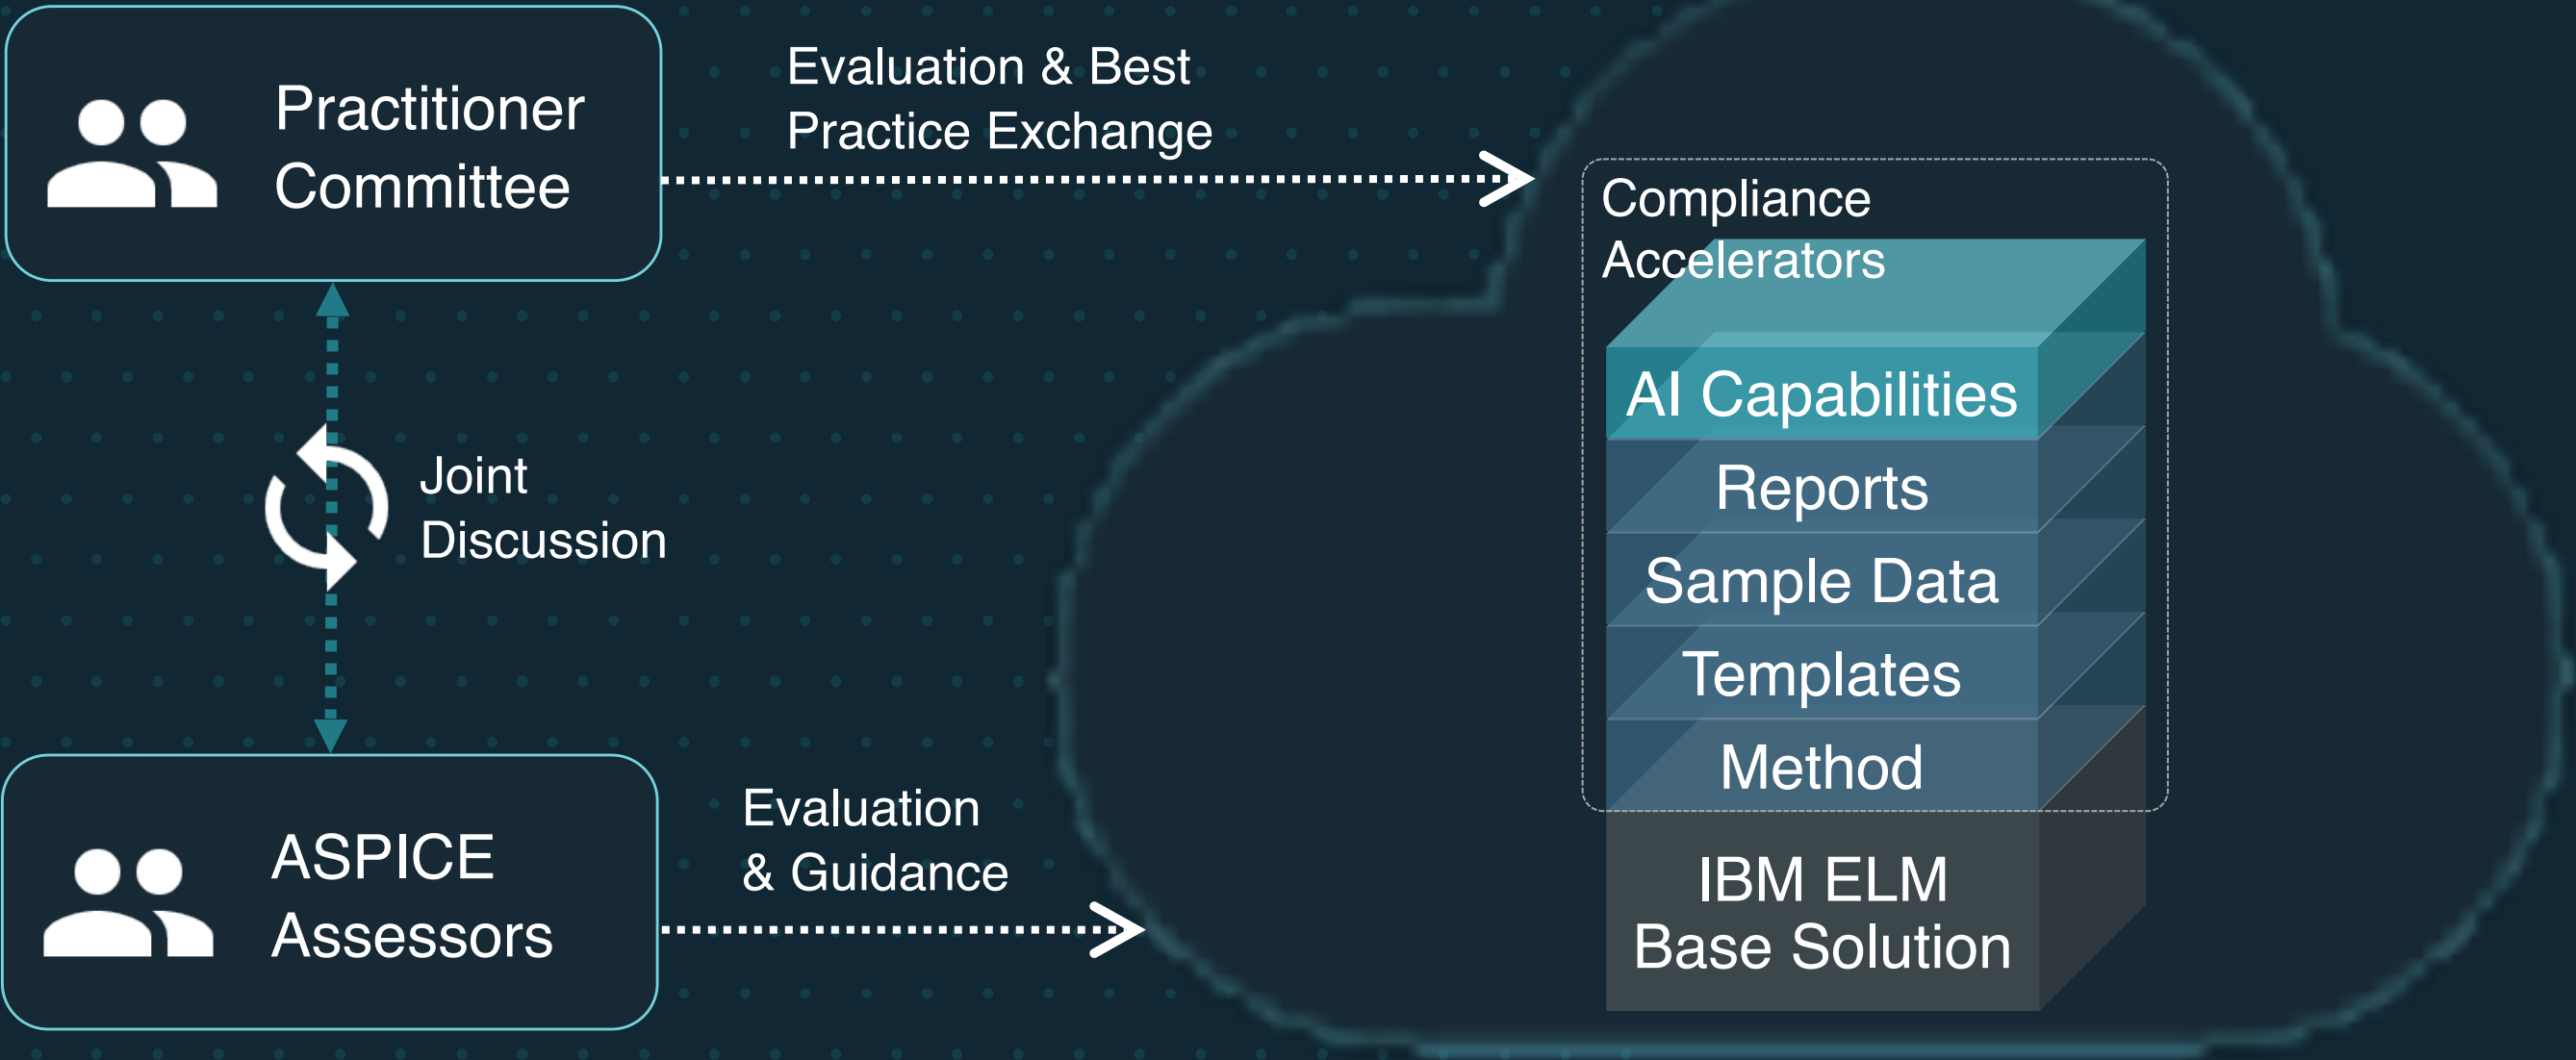 Practitioner
Committee
Evaluation & Best
Practice Exchange
Joint
Discussion
ASPICE
Assessors
Evaluation
& Guidance
Compliance
Accelerators
AI Capabilities
Reports
Sample Data
Templates
Method
IBM ELM
Base Solution